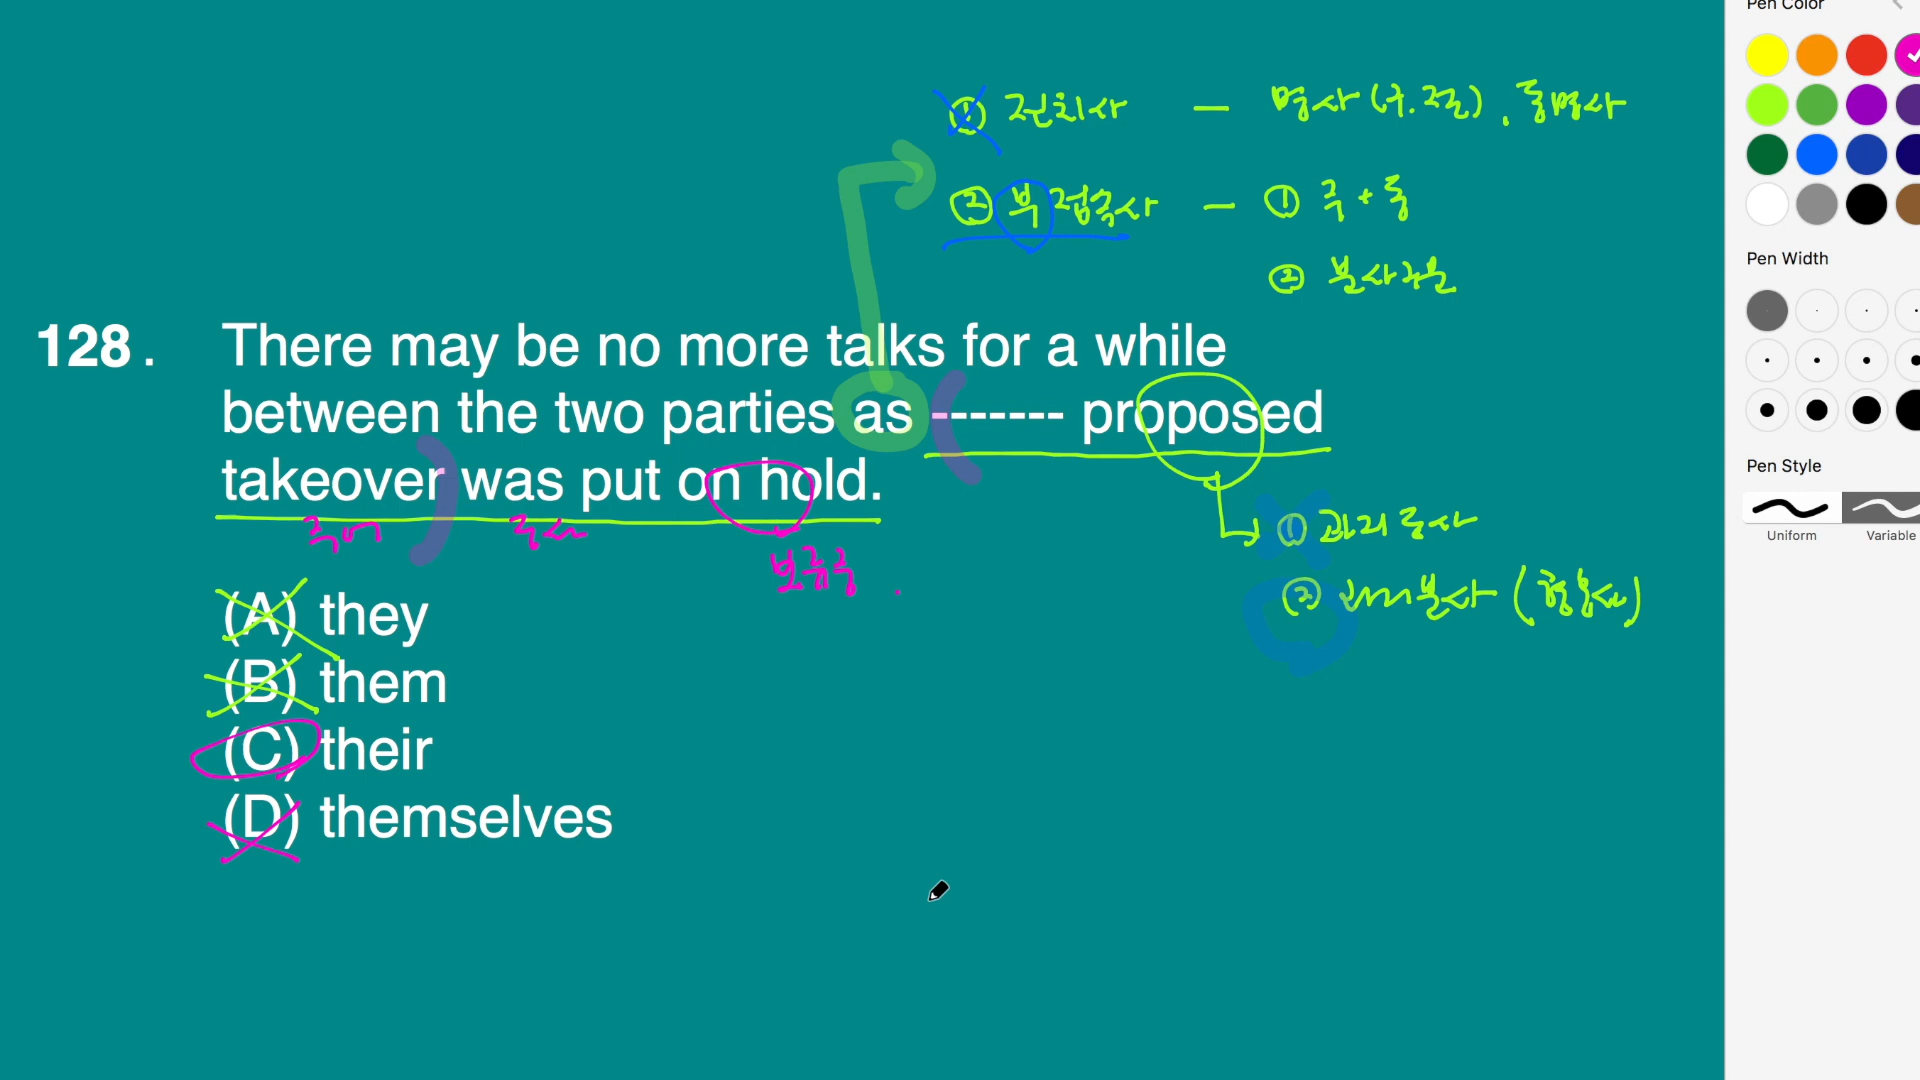 Pen Color
① 전치사 — 명사 (구.절) . 동명사
② 부 접속사 — ① 주 + 동
② 분사구문
Pen Width
128. There may be no more talks for a while
between the two parties as ------- proposed
takeover was put on hold.
Pen Style
주어 동사
보류중.
① 과거 동사
② 분사 (형용사)
Uniform
Variable
(A) they
(B) them
(C) their
(D) themselves